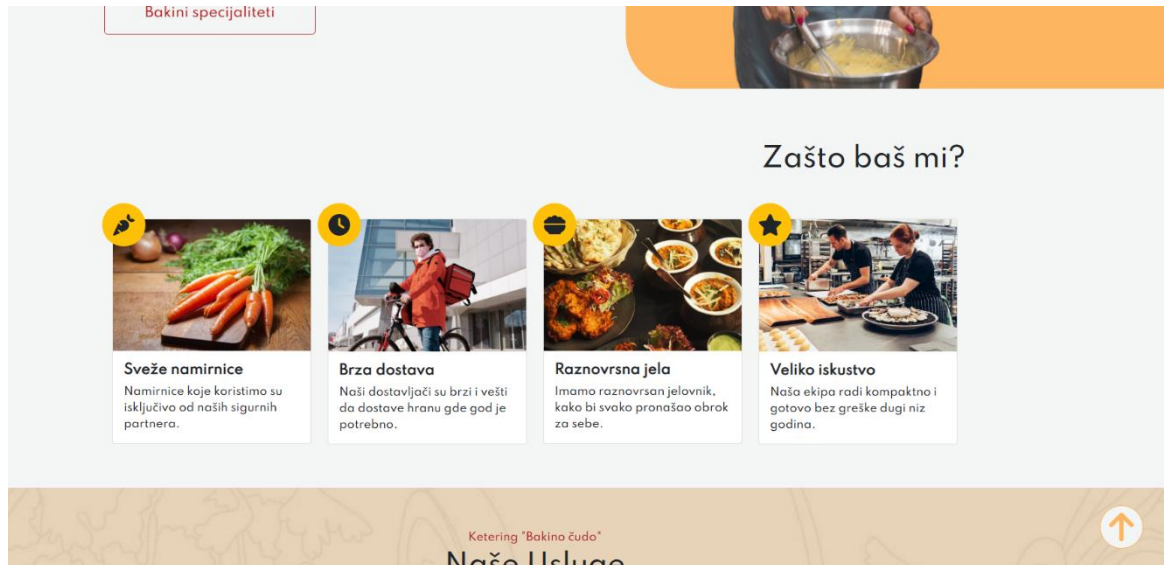 Bakini specijaliteti
Zašto baš mi?
Sveže namirnice
Namirnice koje koristimo su
isključivo od naših sigurnih
partnera.
Brza dostava
Naši dostavljači su brzi i vešti
da dostave hranu gde god je
potrebno.
Raznovrsna jela
Imamo raznovrsan jelovnik,
kako bi svako pronašao obrok
za sebe.
Veliko iskustvo
Naša ekipa radi kompaktno i
gotovo bez greške dugi niz
godina.
Ketering "Bakino čudo"
Naše Usluge